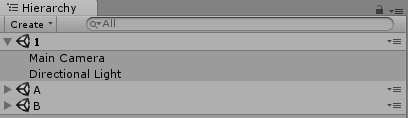 Hierarchy
Create All
1
Main Camera
Directional Light
A
B